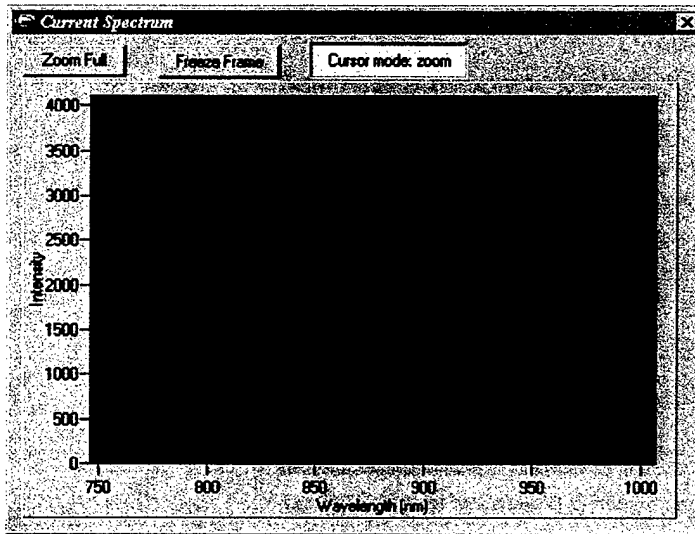 Current Spectrum
Zoom Full Freeze Frame Cursor mode: zoom
4000
3500
3000
2500
2000
1500
1000
500
0
Intensity
750 800 850 900 950 1000
Wavelength (nm)